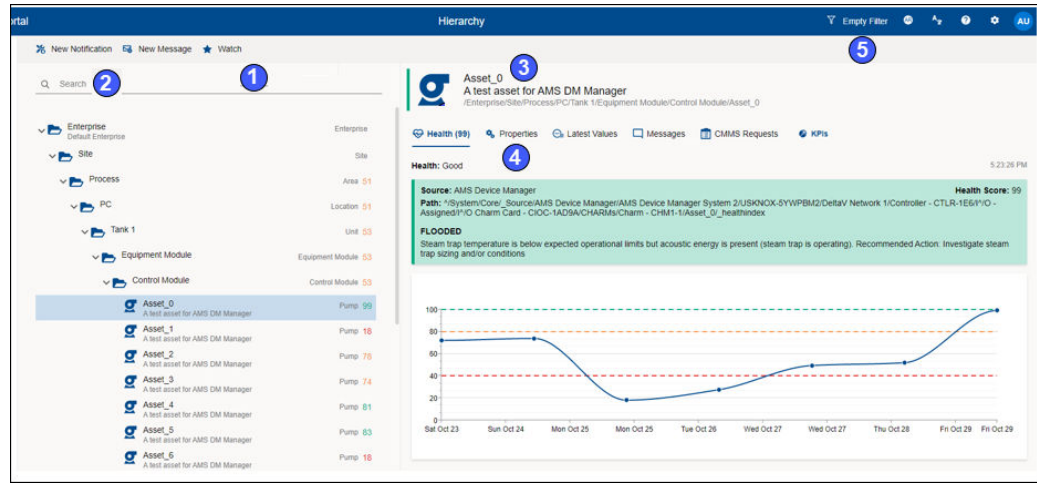 ortal
Hierarchy
Empty Filter
AU
5
New Notification New Message Watch
1
Search
2
Enterprise Enterprise
Default Enterprise
Site Site
Process Area 51
PC Location 51
Tank 1 Unit 53
Equipment Module Equipment Module 53
Control Module Control Module 53
Asset_0 Pump 99
A test asset for AMS DM Manager
Asset_1 Pump 18
A test asset for AMS DM Manager
Asset_2 Pump 78
A test asset for AMS DM Manager
Asset_3 Pump 74
A test asset for AMS DM Manager
Asset_4 Pump 81
A test asset for AMS DM Manager
Asset_5 Pump 83
A test asset for AMS DM Manager
Asset_6 Pump 18
A test asset for AMS DM Manager
Asset_0
3
A test asset for AMS DM Manager
/Enterprise/Site/Process/PC/Tank 1/Equipment Module/Control Module/Asset_0
Health (99) Properties Latest Values Messages CMMS Requests KPIs
4
Health: Good 5:23:26 PM
Source: AMS Device Manager Health Score: 99
Path: ^/System/Core/_Source/AMS Device Manager/AMS Device Manager System 2/USKNOX-5YWPBM2/DeltaV Network 1/Controller - CTLR-1E6/I^/O -
Assigned/I^/O Charm Card - CIOC-1AD9A/CHARMs/Charm - CHM1-1/Asset_0/_healthindex
FLOODED
Steam trap temperature is below expected operational limits but acoustic energy is present (steam trap is operating). Recommended Action: Investigate steam
trap sizing and/or conditions
100
80
60
40
20
0
Sat Oct 23 Sun Oct 24 Mon Oct 25 Mon Oct 25 Tue Oct 26 Wed Oct 27 Wed Oct 27 Thu Oct 28 Fri Oct 29 Fri Oct 29